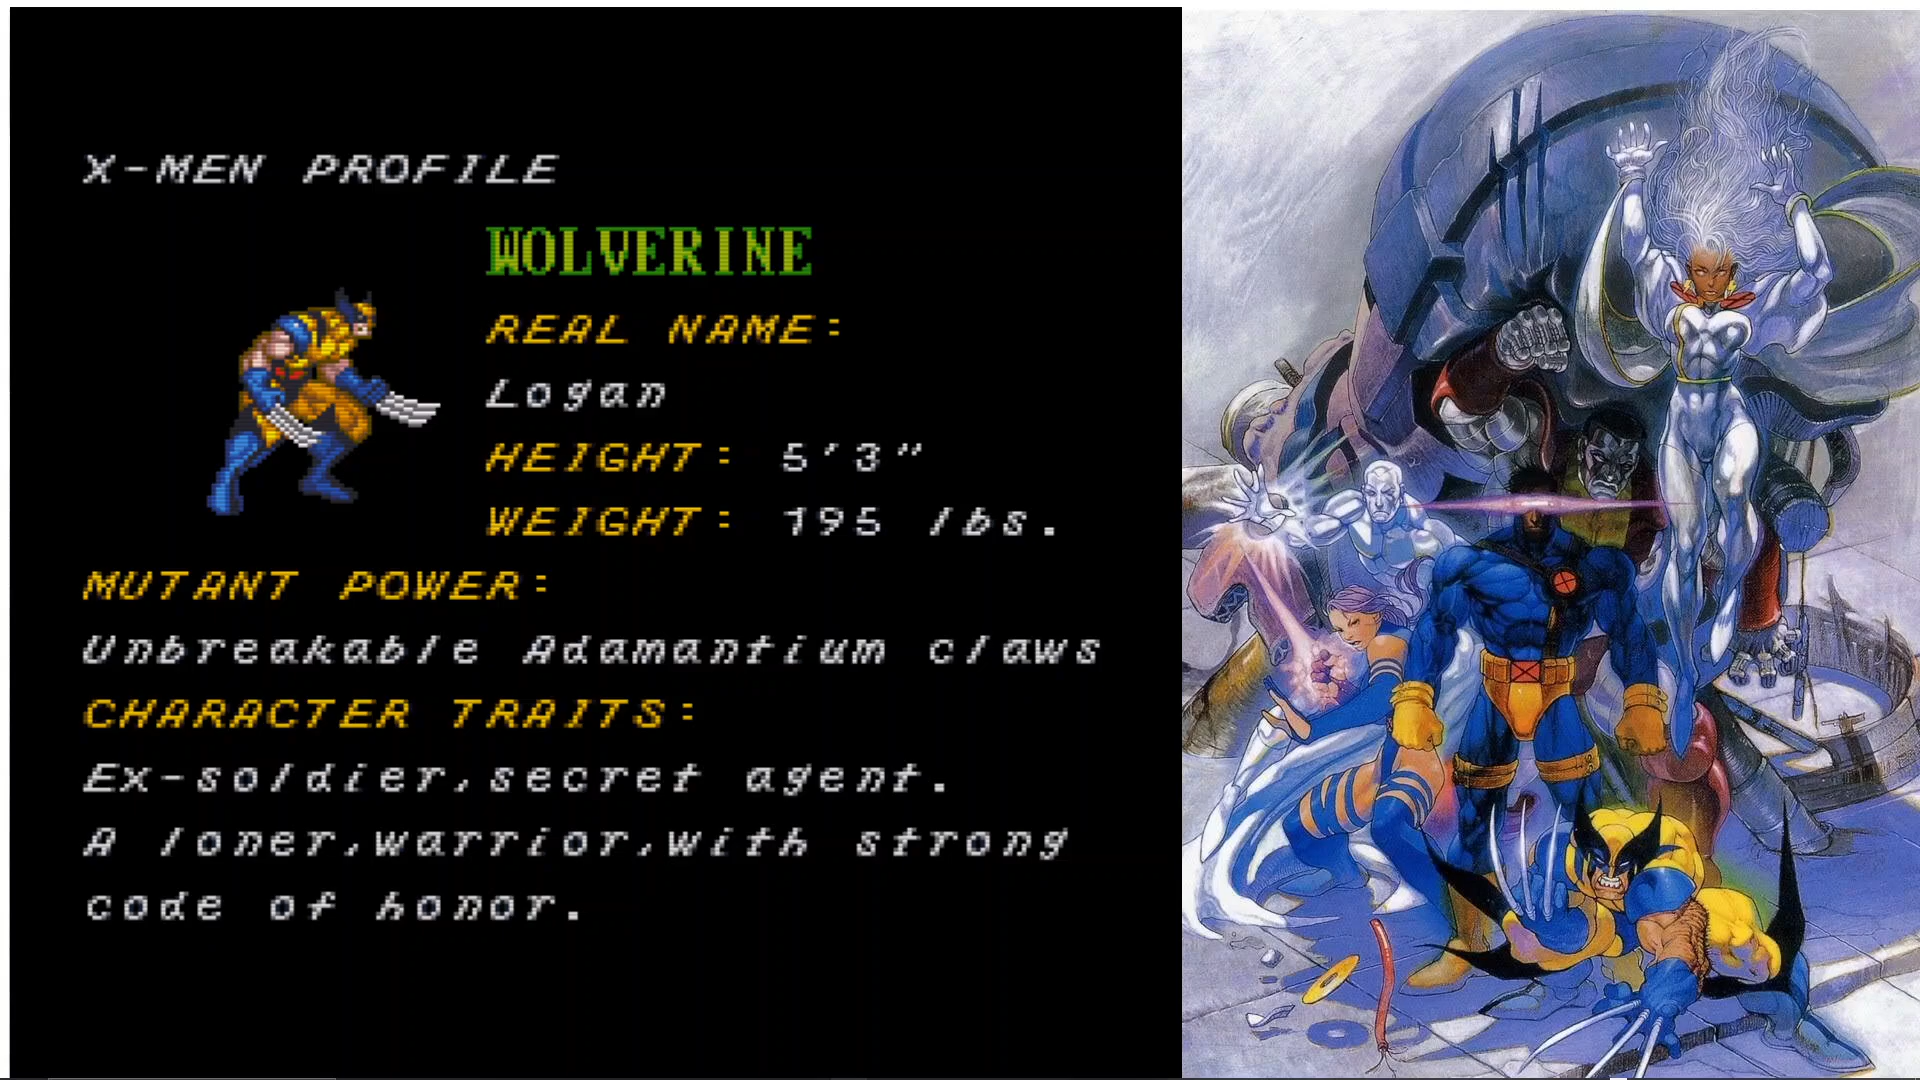 X-MEN PROFILE
WOLVERINE
REAL NAME:
Logan
HEIGHT: 5'3"
WEIGHT: 195 lbs.
MUTANT POWER:
Unbreakable Adamantium claws
CHARACTER TRAITS:
Ex-soldier,secret agent.
A loner,warrior,with strong
code of honor.